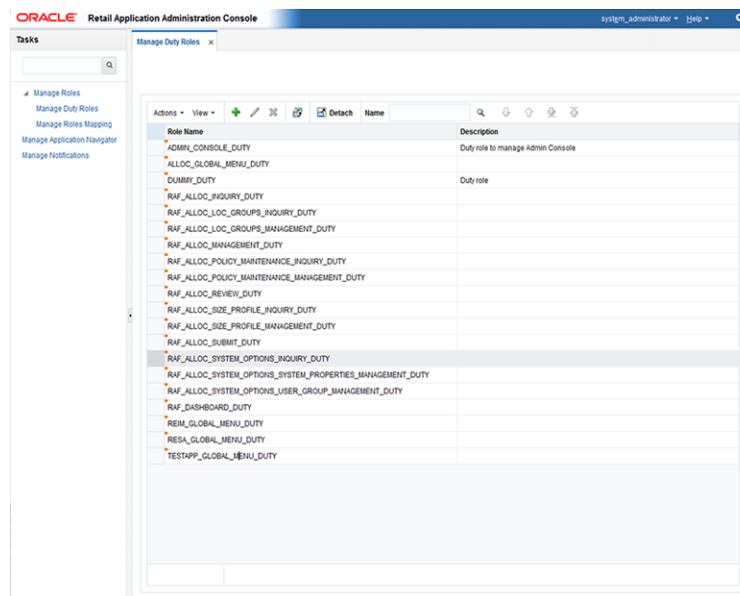 ORACLE® Retail Application Administration Console
system_administrator Help
Tasks
Manage Duty Roles x
Manage Roles
Manage Duty Roles
Manage Roles Mapping
Manage Application Navigator
Manage Notifications
Actions View Detach Name
Role Name Description
ADMIN_CONSOLE_DUTY Duty role to manage Admin Console
ALLOC_GLOBAL_MENU_DUTY
DUMMY_DUTY Duty role
RAF_ALLOC_INQUIRY_DUTY
RAF_ALLOC_LOC_GROUPS_INQUIRY_DUTY
RAF_ALLOC_LOC_GROUPS_MANAGEMENT_DUTY
RAF_ALLOC_MANAGEMENT_DUTY
RAF_ALLOC_POLICY_MAINTENANCE_INQUIRY_DUTY
RAF_ALLOC_POLICY_MAINTENANCE_MANAGEMENT_DUTY
RAF_ALLOC_REVIEW_DUTY
RAF_ALLOC_SIZE_PROFILE_INQUIRY_DUTY
RAF_ALLOC_SIZE_PROFILE_MANAGEMENT_DUTY
RAF_ALLOC_SUBMIT_DUTY
RAF_ALLOC_SYSTEM_OPTIONS_INQUIRY_DUTY
RAF_ALLOC_SYSTEM_OPTIONS_SYSTEM_PROPERTIES_MANAGEMENT_DUTY
RAF_ALLOC_SYSTEM_OPTIONS_USER_GROUP_MANAGEMENT_DUTY
RAF_DASHBOARD_DUTY
REIM_GLOBAL_MENU_DUTY
RESA_GLOBAL_MENU_DUTY
TESTAPP_GLOBAL_MENU_DUTY